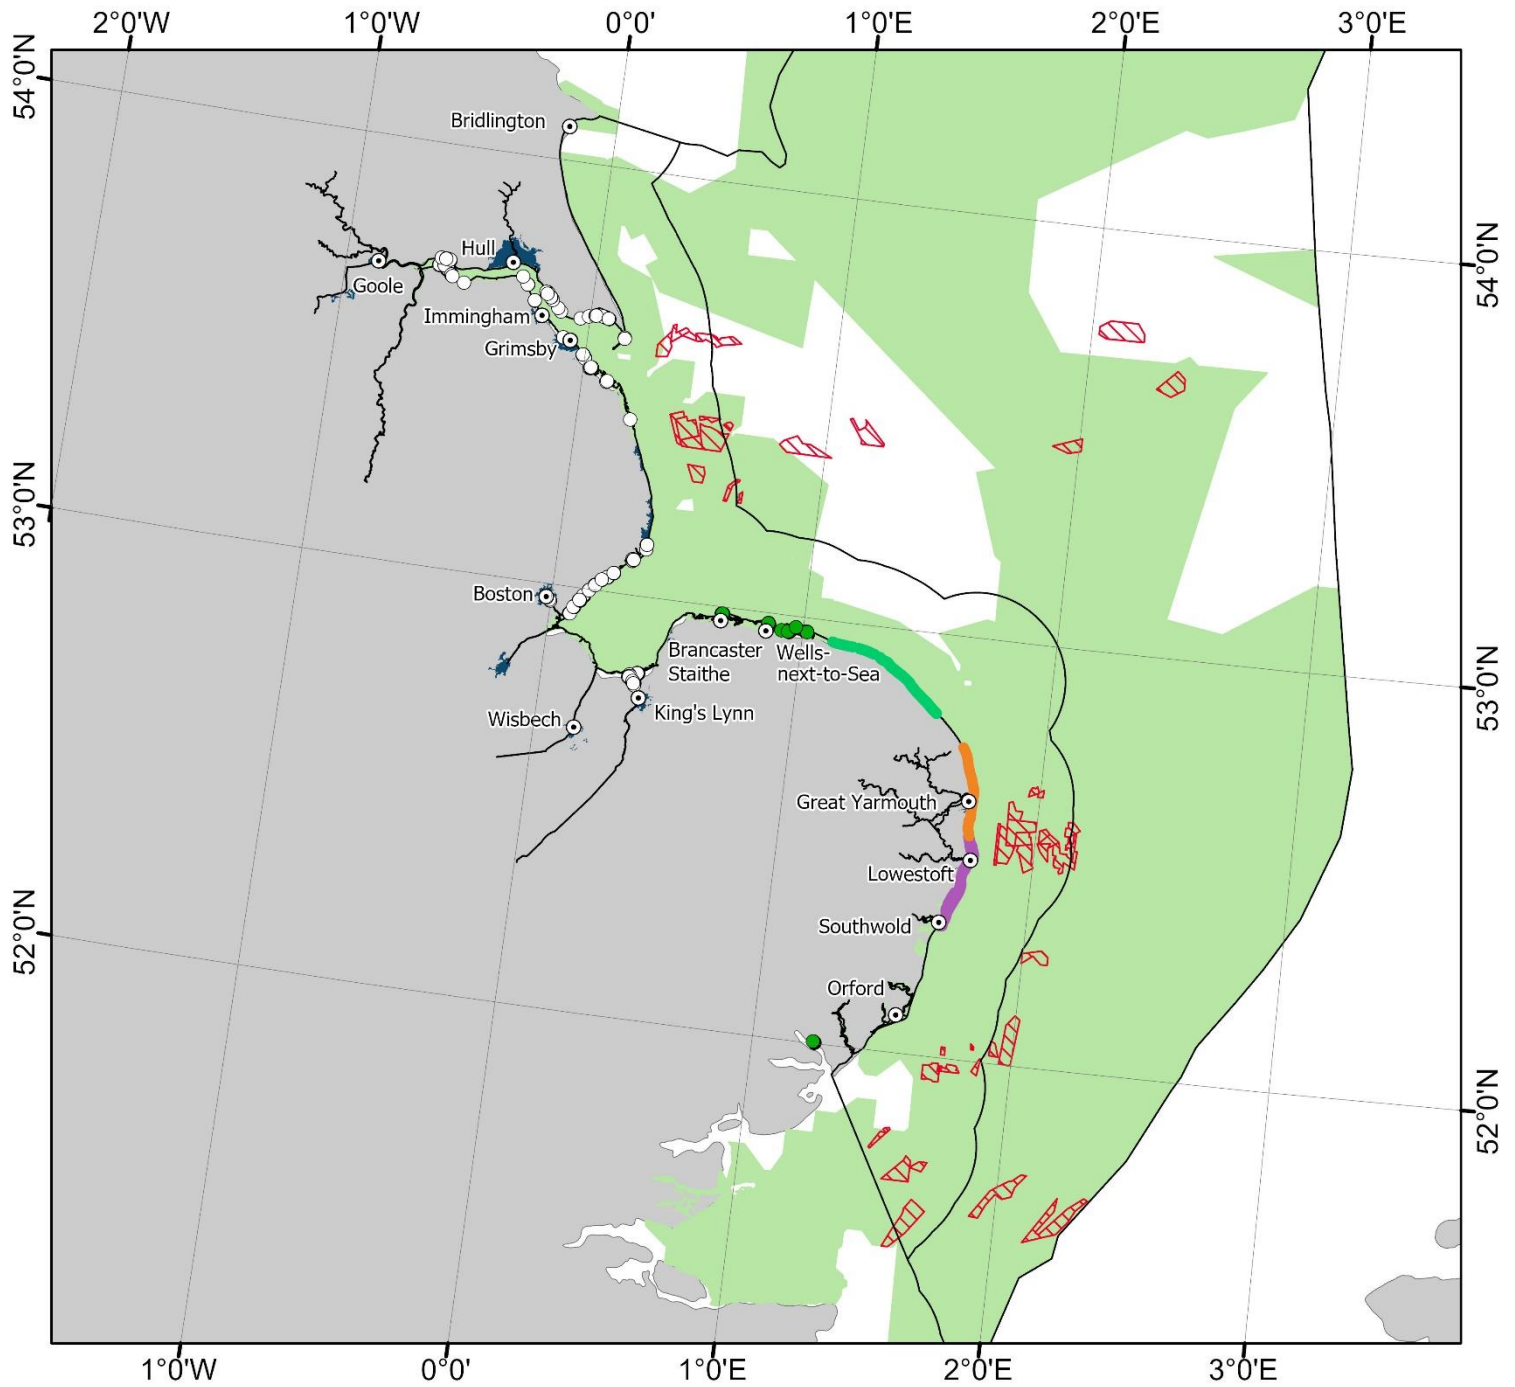 2°0'W
1°0'W
0°0'
1°0'E
2°0'E
3°0'E
54°0'N
Bridlington
Hull
Goole
54°0'N
Immingham
Grimsby
53°0'N
Boston
Brancaster
Staithe
Wells-
next-to-Sea
53°0'N
King's Lynn
Wisbech
Great Yarmouth
Lowestoft
52°0'N
Southwold
Orford
52°0'N
1°0'W
0°0'
1°0'E
2°0'E
3°0'E